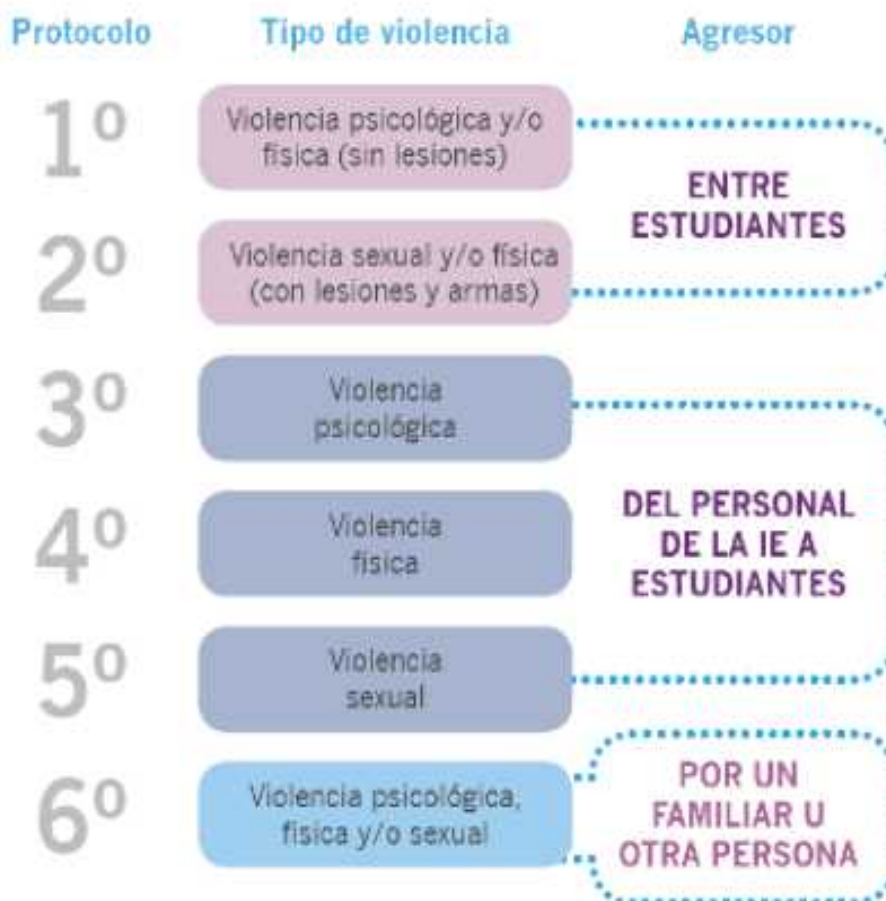 Protocolo Tipo de violencia Agresor
1º
Violencia psicológica y/o
física (sin lesiones)
2º
Violencia sexual y/o física
(con lesiones y armas)
ENTRE
ESTUDIANTES
3º
Violencia
psicológica
4º
Violencia
física
5º
Violencia
sexual
DEL PERSONAL
DE LA IE A
ESTUDIANTES
6º
Violencia psicológica,
física y/o sexual
POR UN
FAMILIAR U
OTRA PERSONA